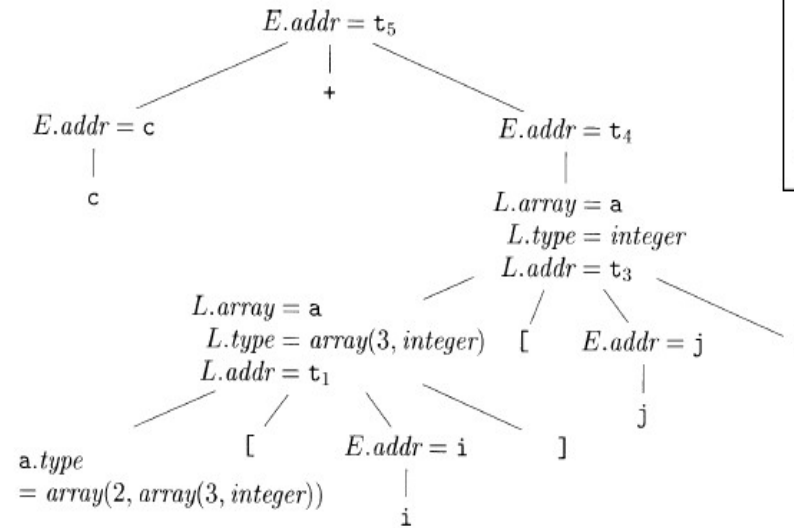 E.addr = t₅
+
E.addr = c
E.addr = t₄
c
L.array = a
L.type = integer
L.addr = t₃
L.array = a
L.type = array(3, integer)
L.addr = t₁
[
E.addr = j
j
a.type
= array(2, array(3, integer))
[
E.addr = i
]
i